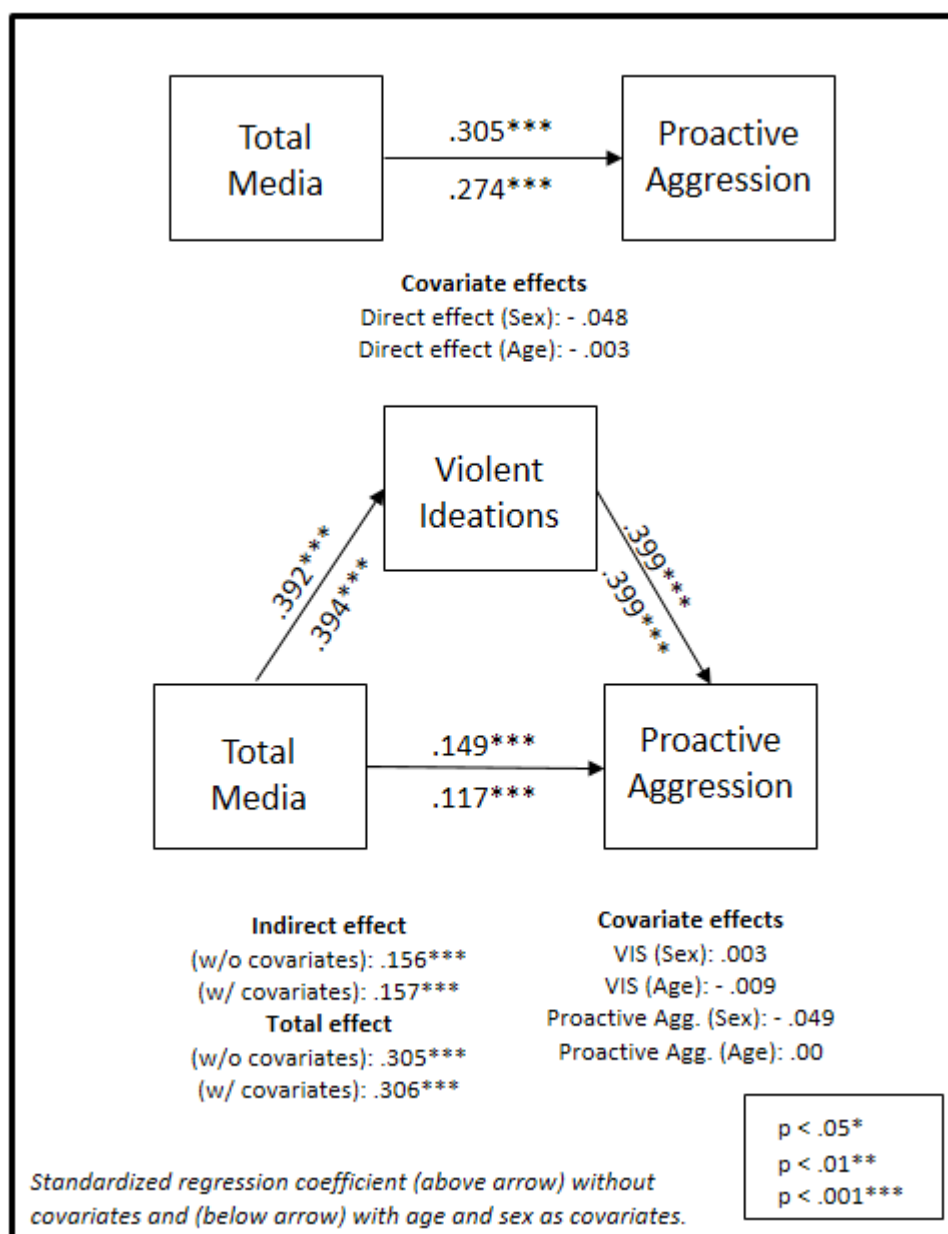 Total
Media
.305***
.274***
Proactive
Aggression
Covariate effects
Direct effect (Sex): - .048
Direct effect (Age): - .003
Violent
Ideations
.392***
.394***
.399***
.399***
Total
Media
.149***
.117***
Proactive
Aggression
Indirect effect
(w/o covariates): .156***
(w/ covariates): .157***
Total effect
(w/o covariates): .305***
(w/ covariates): .306***
Covariate effects
VIS (Sex): .003
VIS (Age): - .009
Proactive Agg. (Sex): - .049
Proactive Agg. (Age): .00
p < .05*
p < .01**
p < .001***
Standardized regression coefficient (above arrow) without
covariates and (below arrow) with age and sex as covariates.